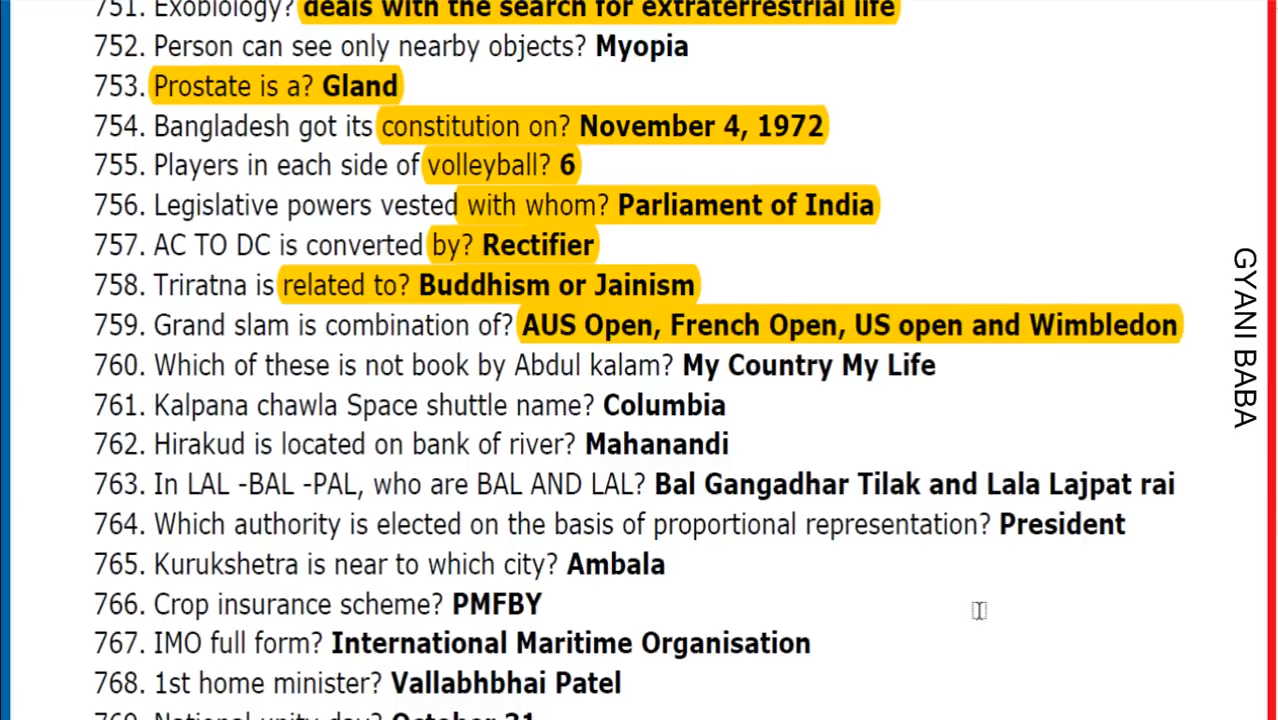 751. Exobiology? deals with the search for extraterrestrial life
752. Person can see only nearby objects? Myopia
753. Prostate is a? Gland
754. Bangladesh got its constitution on? November 4, 1972
755. Players in each side of volleyball? 6
756. Legislative powers vested with whom? Parliament of India
757. AC TO DC is converted by? Rectifier
758. Triratna is related to? Buddhism or Jainism
759. Grand slam is combination of? AUS Open, French Open, US open and Wimbledon
760. Which of these is not book by Abdul kalam? My Country My Life
761. Kalpana chawla Space shuttle name? Columbia
762. Hirakud is located on bank of river? Mahanandi
763. In LAL -BAL -PAL, who are BAL AND LAL? Bal Gangadhar Tilak and Lala Lajpat rai
764. Which authority is elected on the basis of proportional representation? President
765. Kurukshetra is near to which city? Ambala
766. Crop insurance scheme? PMFBY
767. IMO full form? International Maritime Organisation
768. 1st home minister? Vallabhbhai Patel
769. National unity day? October 31
GYANI BABA